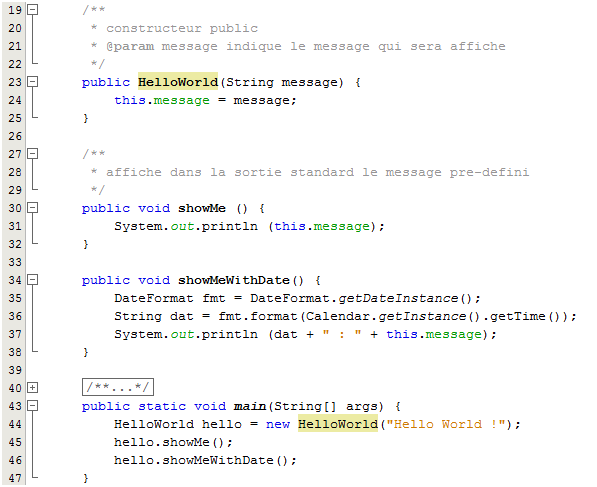 19 /**
20 * constructeur public
21 * @param message indique le message qui sera affiche
22 */
23 public HelloWorld(String message) {
24 this.message = message;
25 }
26
27 /**
28 * affiche dans la sortie standard le message pre-defini
29 */
30 public void showMe () {
31 System.out.println (this.message);
32 }
33
34 public void showMeWithDate() {
35 DateFormat fmt = DateFormat.getDateInstance();
36 String dat = fmt.format(Calendar.getInstance().getTime());
37 System.out.println (dat + " : " + this.message);
38 }
39
40 /**...*/
43 public static void main(String[] args) {
44 HelloWorld hello = new HelloWorld("Hello World !");
45 hello.showMe();
46 hello.showMeWithDate();
47 }